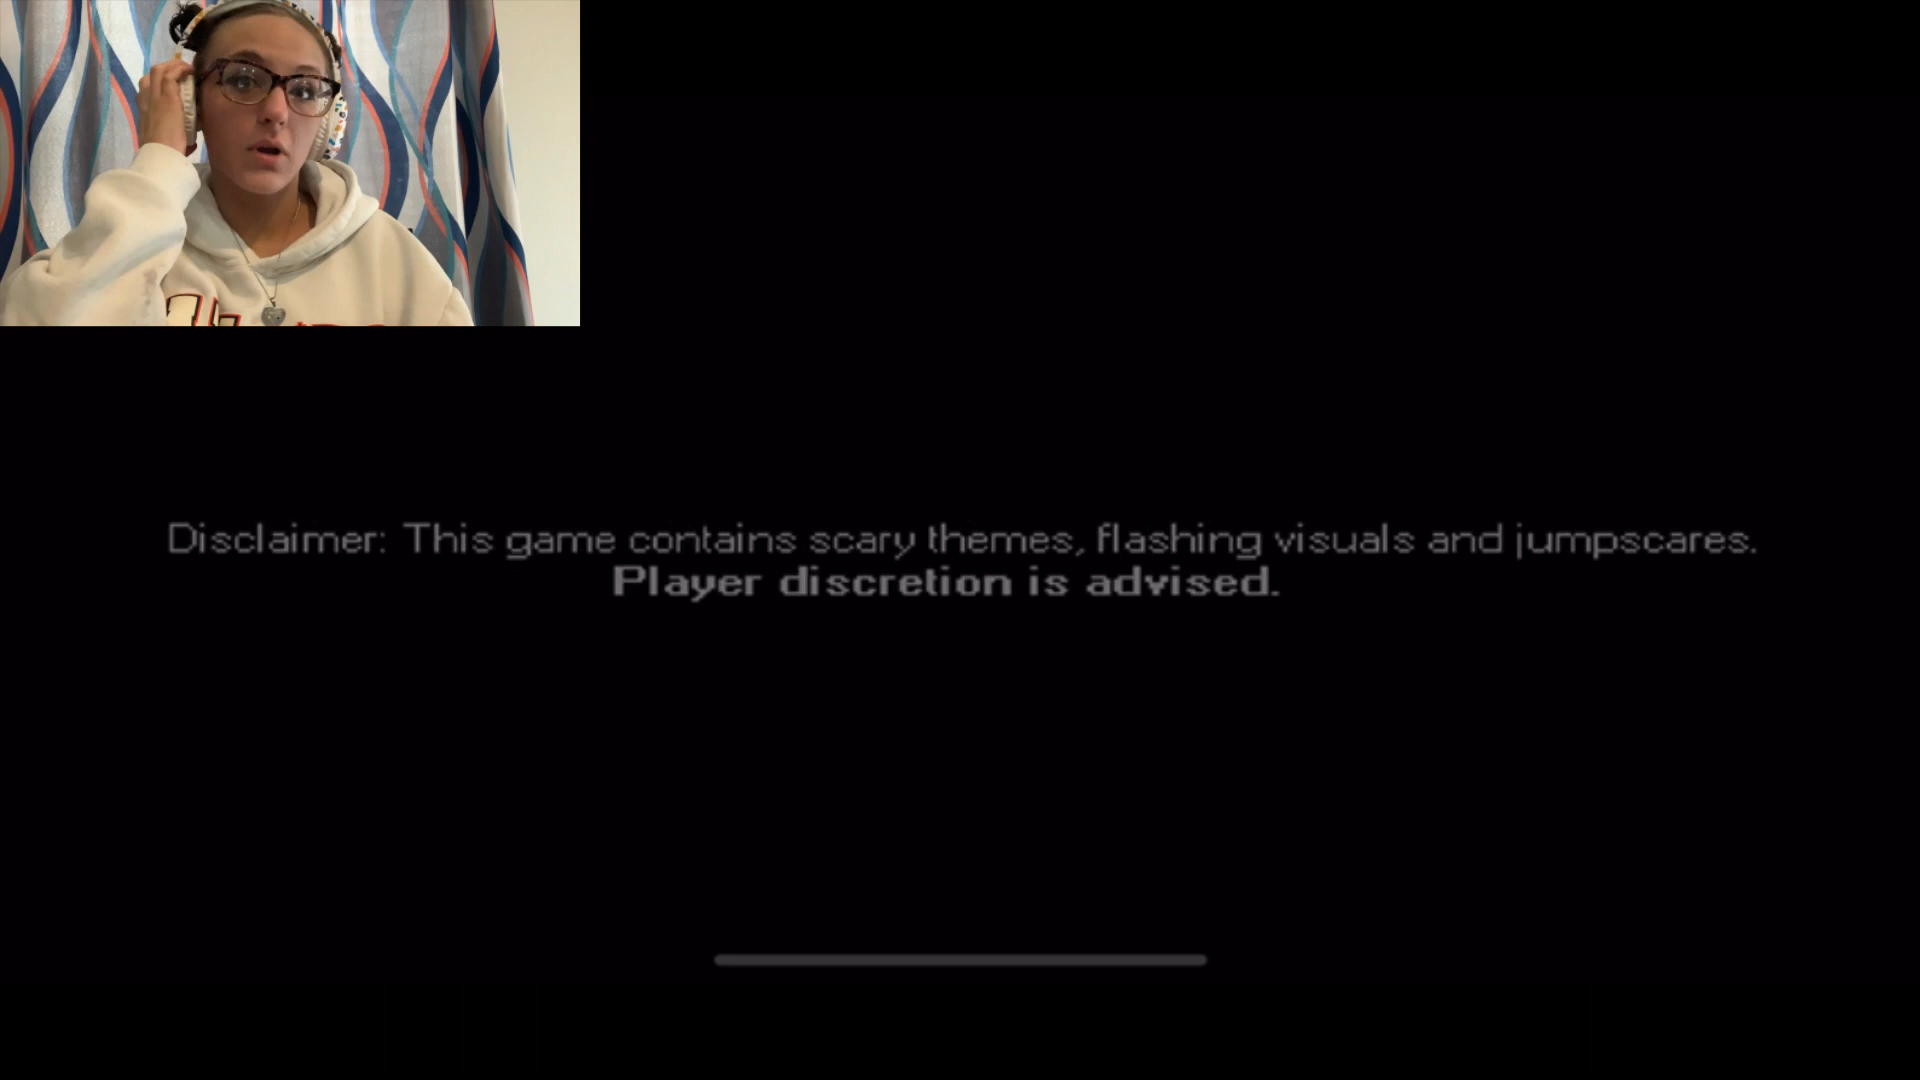 Disclaimer: This game contains scary themes, flashing visuals and jumpscares.
Player discretion is advised.